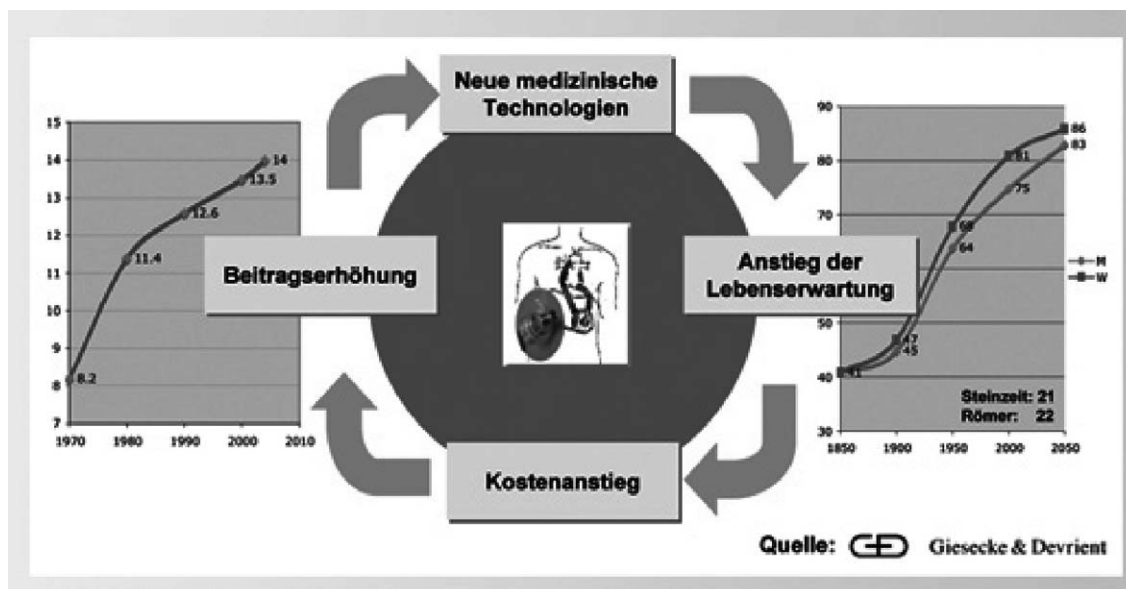 Neue medizinische
Technologien
15
14
13
12
11
10
9
8
7
1970 1980 1990 2000 2010
8.2
11.4
12.6
13.5
14
Beitragserhöhung
Anstieg der
Lebenserwartung
90
80
70
50
40
30
1850 1900 1950 2000 2050
86
83
81
75
68
64
47
45
41
M
W
Steinzeit: 21
Römer: 22
Kostenanstieg
Quelle: Giesecke & Devrient